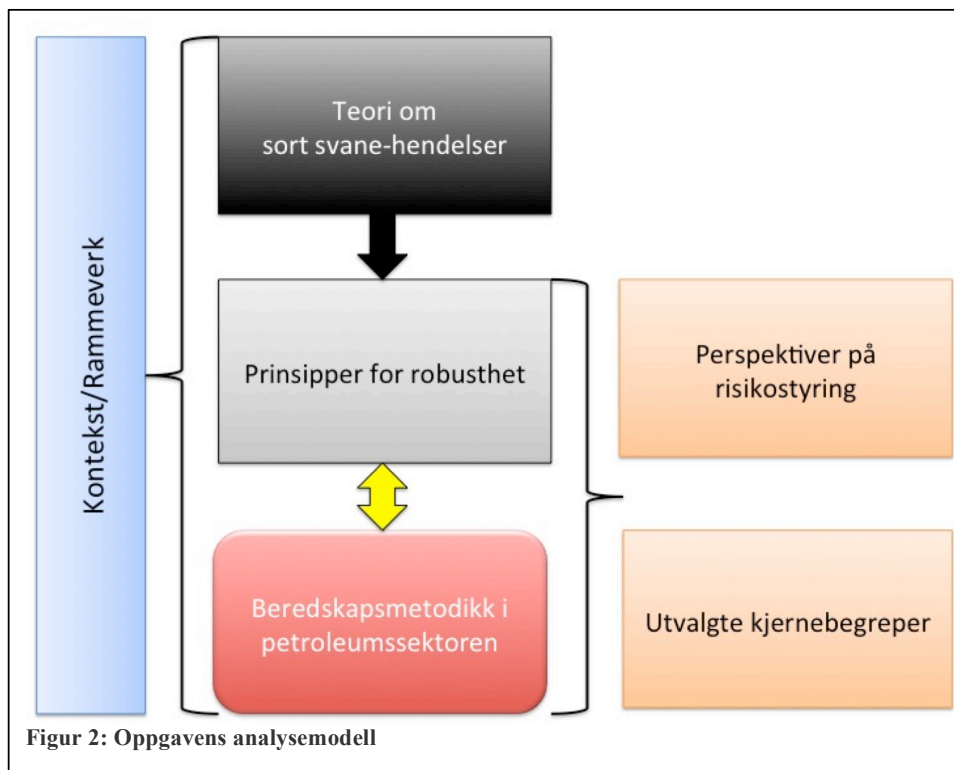 Kontekst/Rammeverk
Teori om
sort svane-hendelser
Prinsipper for robusthet
Beredskapsmetodikk i
petroleumssektoren
Perspektiver på
risikostyring
Utvalgte kjernebegreper
Figur 2: Oppgavens analysemodell